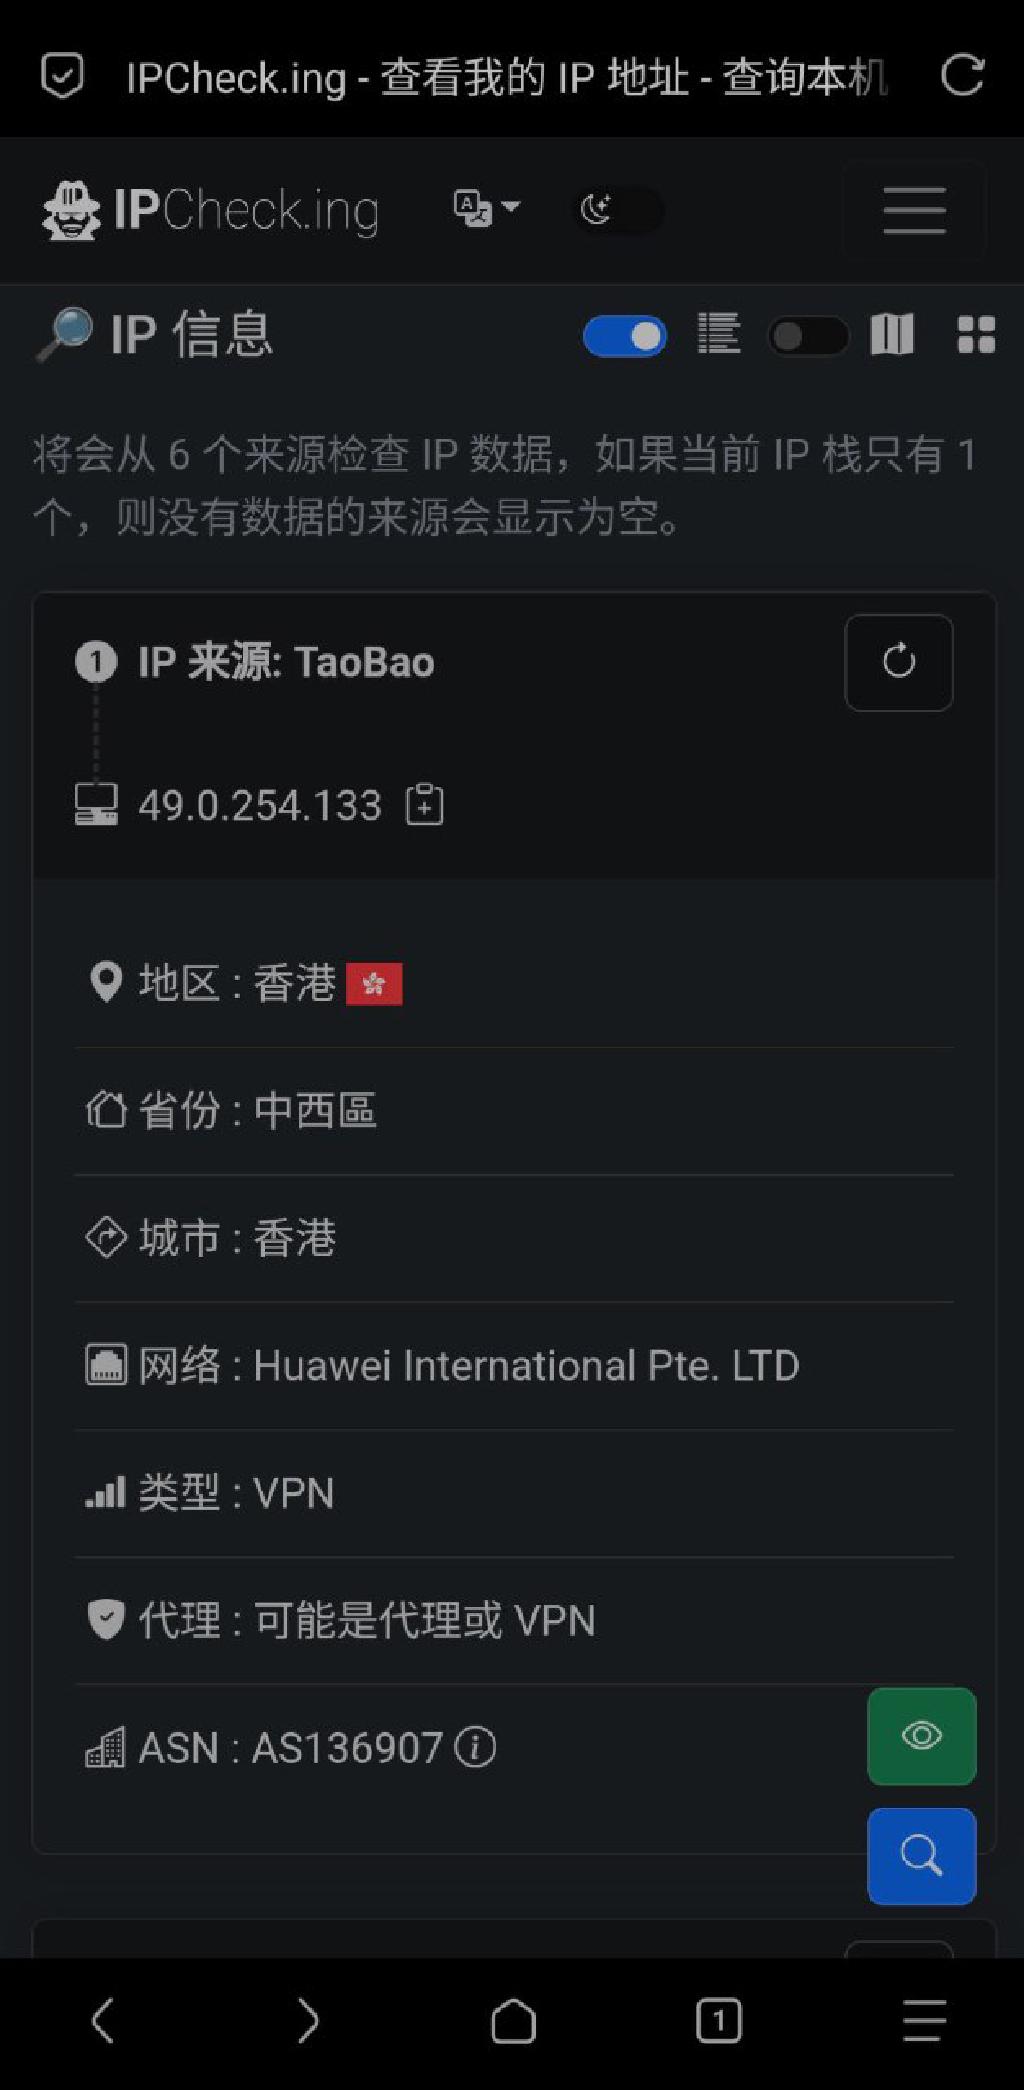 IPCheck.ing - 查看我的 IP 地址 - 查询本机
IPCheck.ing
IP 信息
将会从 6 个来源检查 IP 数据，如果当前 IP 栈只有 1
个，则没有数据的来源会显示为空。
1 IP 来源: TaoBao
49.0.254.133
地区 : 香港
省份 : 中西區
城市 : 香港
网络 : Huawei International Pte. LTD
类型 : VPN
代理 : 可能是代理或 VPN
ASN : AS136907
1